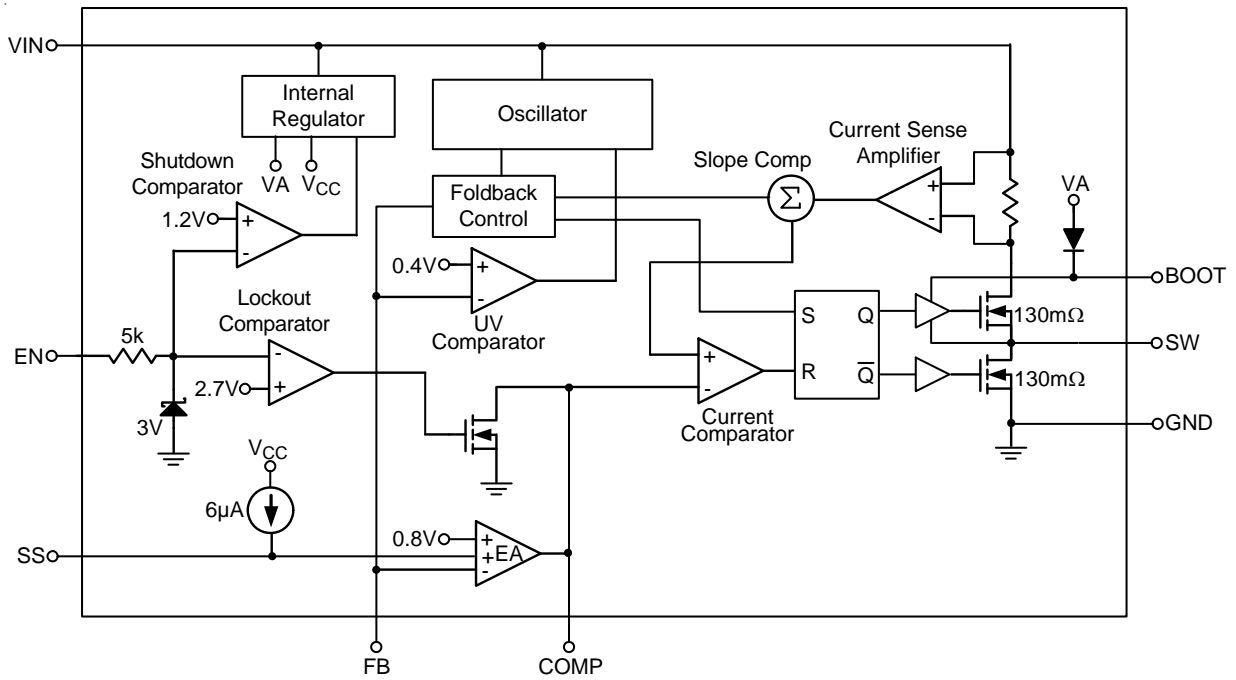 VIN
Internal
Regulator
Oscillator
Current Sense
Amplifier
Slope Comp
Shutdown
Comparator
VA
VCC
Foldback
Control
Σ
+
-
VA
1.2V
+
-
0.4V
+
-
UV
Comparator
BOOT
Lockout
Comparator
S
Q
130mΩ
5k
EN
-
+
2.7V
SW
+
-
R
Q̅
130mΩ
Current
Comparator
3V
GND
VCC
6µA
0.8V
+
+
-
EA
SS
FB
COMP